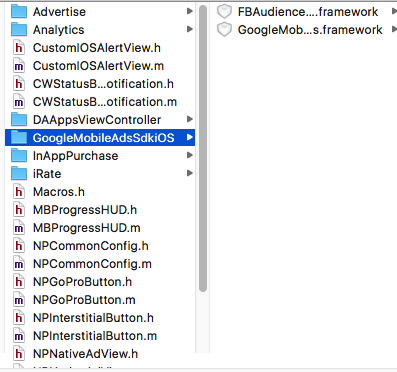 Advertise
Analytics
CustomIOSAlertView.h
CustomIOSAlertView.m
CWStatusB...otification.h
CWStatusB...otification.m
DAAppsViewController
GoogleMobileAdsSdkiOS
InAppPurchase
iRate
Macros.h
MBProgressHUD.h
MBProgressHUD.m
NPCommonConfig.h
NPCommonConfig.m
NPGoProButton.h
NPGoProButton.m
NPInterstitialButton.h
NPInterstitialButton.m
NPNativeAdView.h
FBAudience....framework
GoogleMob...s.framework